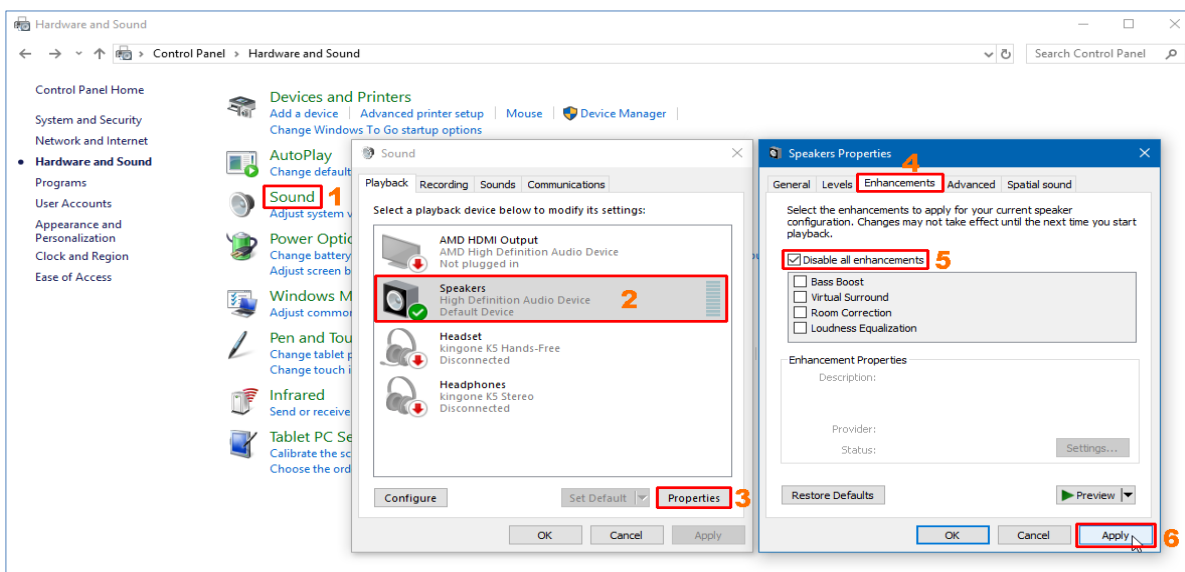 Hardware and Sound
Control Panel > Hardware and Sound
Search Control Panel
Control Panel Home
System and Security
Network and Internet
Hardware and Sound
Programs
User Accounts
Appearance and
Personalization
Clock and Region
Ease of Access
Devices and Printers
Add a device Advanced printer setup Mouse Device Manager
Change Windows To Go startup options
AutoPlay
Change default
Sound 1
Adjust system v
Power Optio
Change battery
Adjust screen b
Windows M
Adjust commo
Pen and Tou
Change tablet p
Change touch i
Infrared
Send or receive
Tablet PC Se
Calibrate the sc
Choose the ord
Sound
Playback Recording Sounds Communications
Select a playback device below to modify its settings:
AMD HDMI Output
AMD High Definition Audio Device
Not plugged in
Speakers
High Definition Audio Device
Default Device
2
Headset
kingone K5 Hands-Free
Disconnected
Headphones
kingone K5 Stereo
Disconnected
Configure Set Default Properties 3
OK Cancel Apply
Speakers Properties
4
General Levels Enhancements Advanced Spatial sound
Select the enhancements to apply for your current speaker
configuration. Changes may not take effect until the next time you start
playback.
Disable all enhancements 5
Bass Boost
Virtual Surround
Room Correction
Loudness Equalization
Enhancement Properties
Description:
Provider:
Status:
Settings...
Restore Defaults Preview
OK Cancel Apply 6